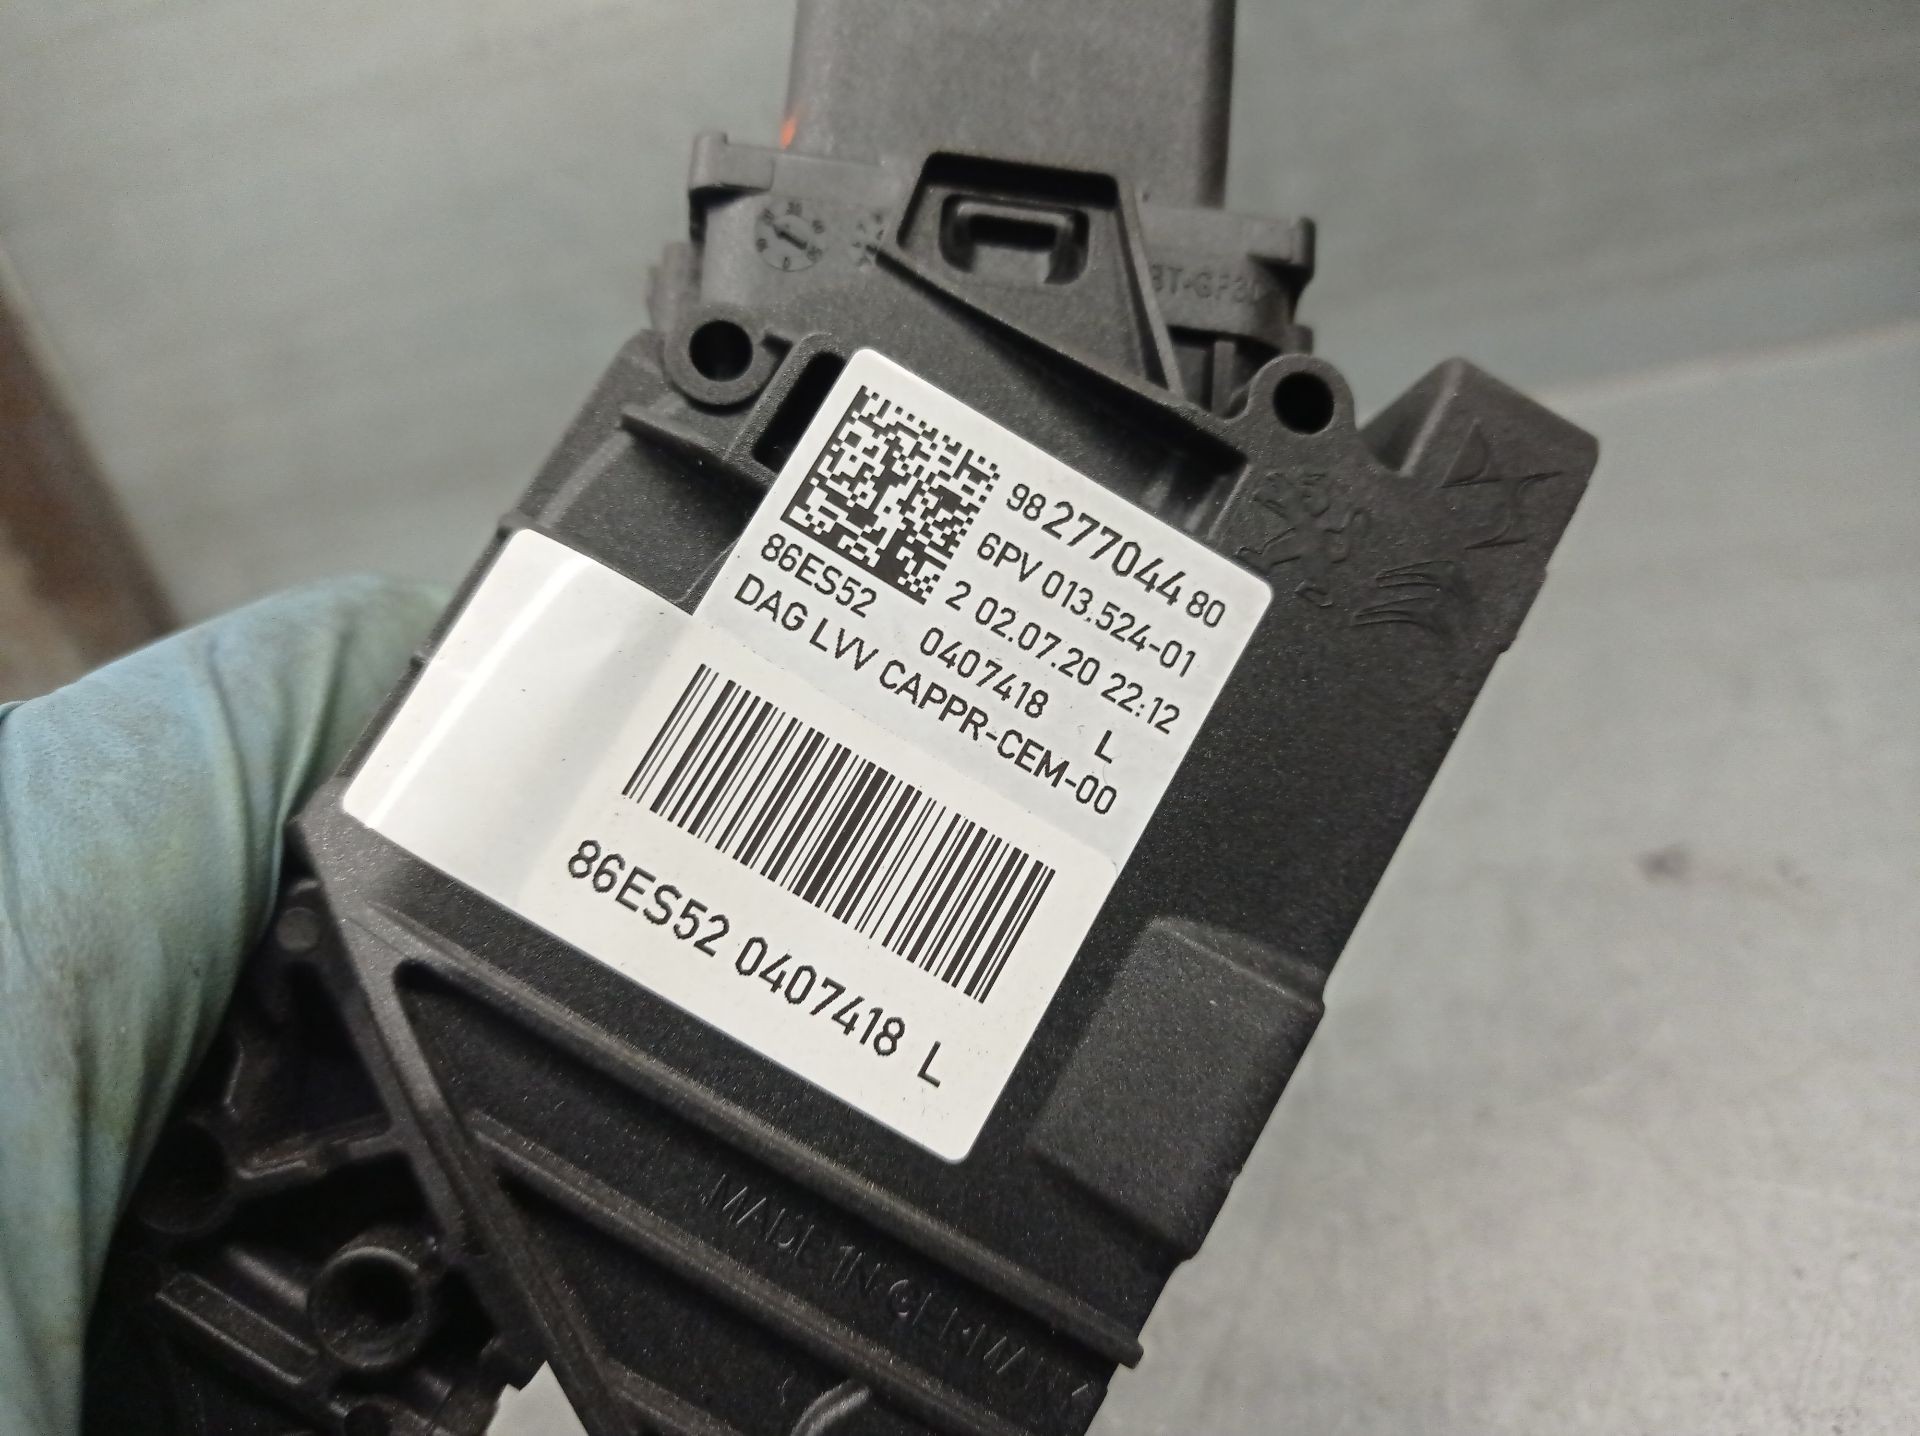 98 277044 80
6PV 013.524-01
2 02.07.20 22:12
86ES52 0407418 L
DAG LVV CAPPR-CEM-00
86ES52 0407418 L
MADE IN GERMANY